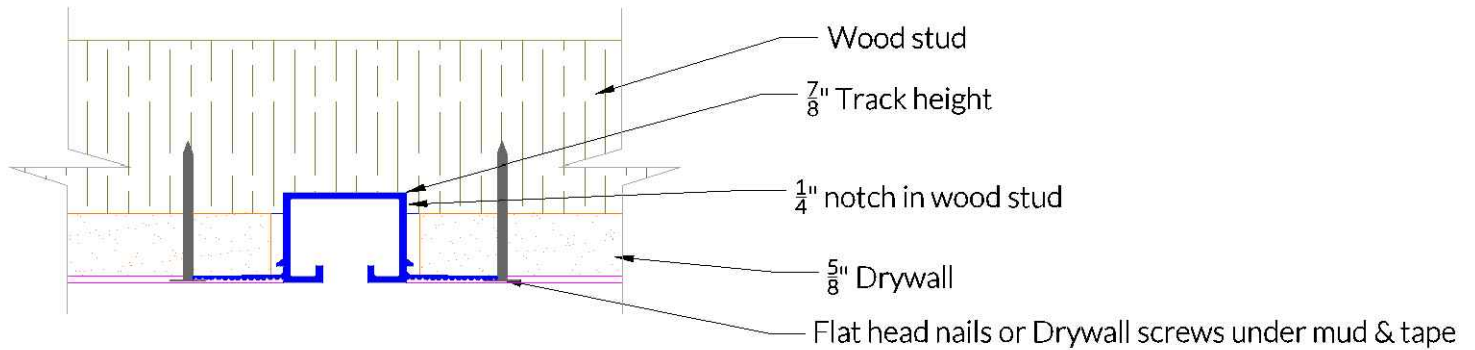 Wood stud
7/8" Track height
1/4" notch in wood stud
5/8" Drywall
Flat head nails or Drywall screws under mud & tape